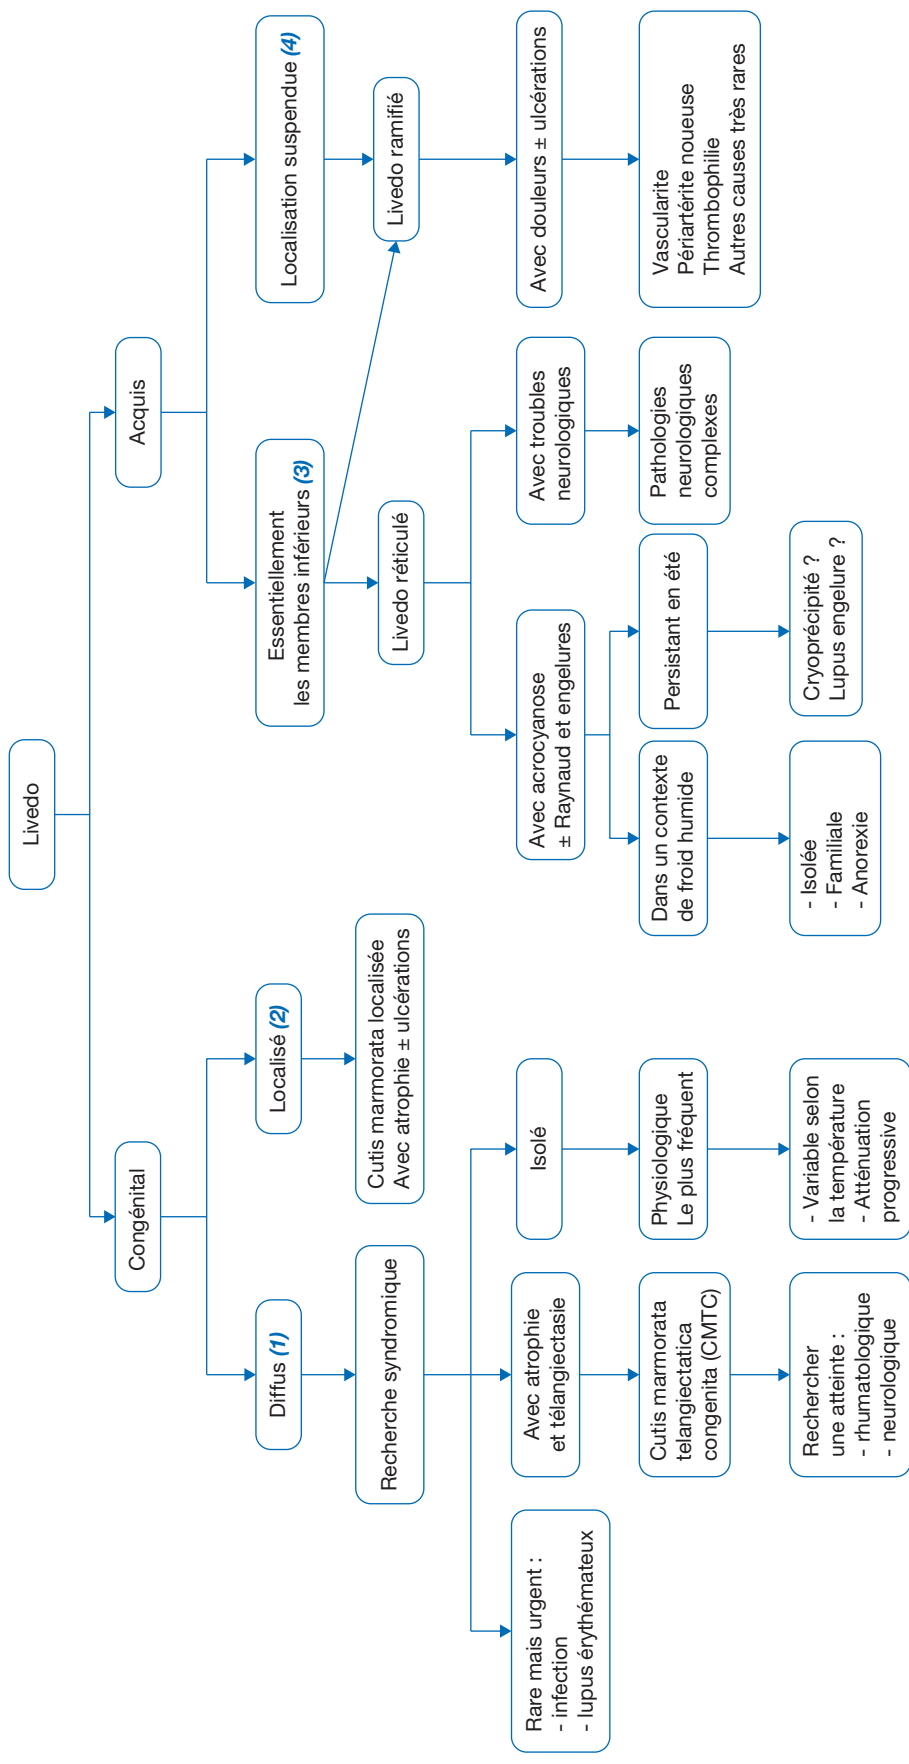 Livedo
Congénital
Acquis
Diffus (1)
Localisé (2)
Essentiellement
les membres inférieurs (3)
Localisation suspendue (4)
Recherche syndromique
Cutis marmorata localisée
Avec atrophie ± ulcérations
Livedo réticulé
Livedo ramifié
Rare mais urgent :
- infection
- lupus érythémateux
Avec atrophie
et télangiectasie
Isolé
Avec acrocyanose
± Raynaud et engelures
Avec troubles
neurologiques
Avec douleurs ± ulcérations
Cutis marmorata
telangiectatica
congenita (CMTC)
Physiologique
Le plus fréquent
Dans un contexte
de froid humide
Persistant en été
Pathologies
neurologiques
complexes
Vascularite
Périartérite noueuse
Thrombophilie
Autres causes très rares
Rechercher
une atteinte :
- rhumatologique
- neurologique
- Variable selon
la température
- Atténuation
progressive
- Isolée
- Familiale
- Anorexie
Cryoprécipité ?
Lupus engelure ?